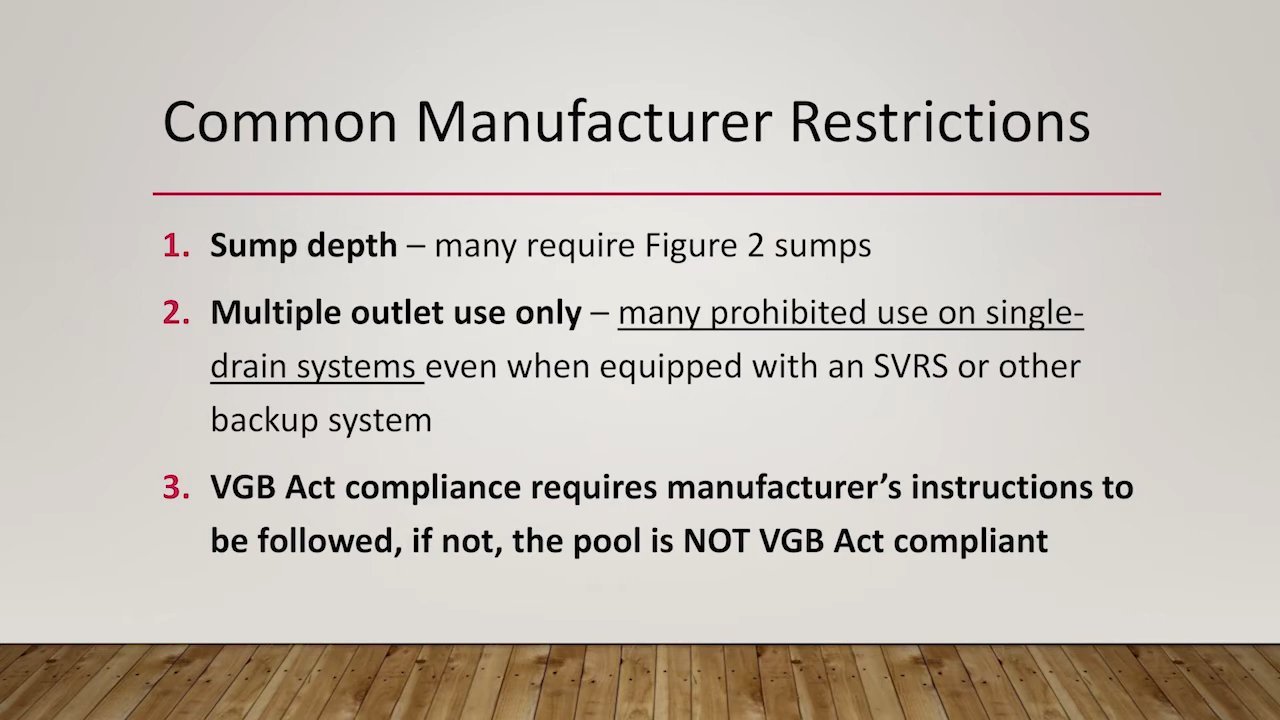 Common Manufacturer Restrictions
1. Sump depth – many require Figure 2 sumps
2. Multiple outlet use only – many prohibited use on single-
drain systems even when equipped with an SVRS or other
backup system
3. VGB Act compliance requires manufacturer’s instructions to
be followed, if not, the pool is NOT VGB Act compliant